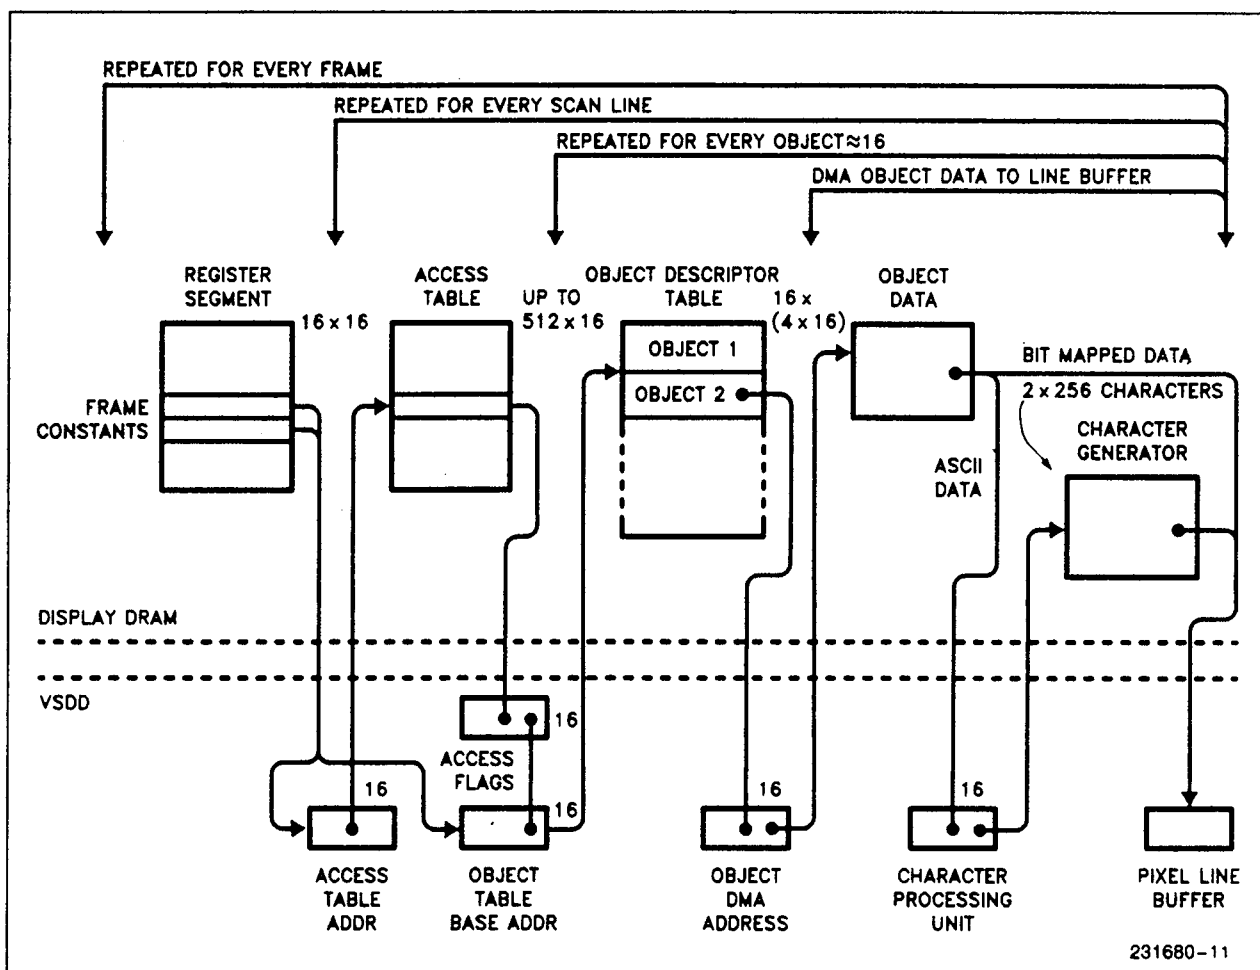 REPEATED FOR EVERY FRAME
REPEATED FOR EVERY SCAN LINE
REPEATED FOR EVERY OBJECT≈16
DMA OBJECT DATA TO LINE BUFFER
REGISTER
SEGMENT
16 x 16
ACCESS
TABLE
UP TO
512 x 16
OBJECT DESCRIPTOR
TABLE
16 x
(4 x 16)
OBJECT
DATA
OBJECT 1
OBJECT 2
FRAME
CONSTANTS
BIT MAPPED DATA
2 x 256 CHARACTERS
CHARACTER
GENERATOR
ASCII
DATA
DISPLAY DRAM
VSDD
16
ACCESS
FLAGS
16
16
16
16
ACCESS
TABLE
ADDR
OBJECT
TABLE
BASE ADDR
OBJECT
DMA
ADDRESS
CHARACTER
PROCESSING
UNIT
PIXEL LINE
BUFFER
231680-11